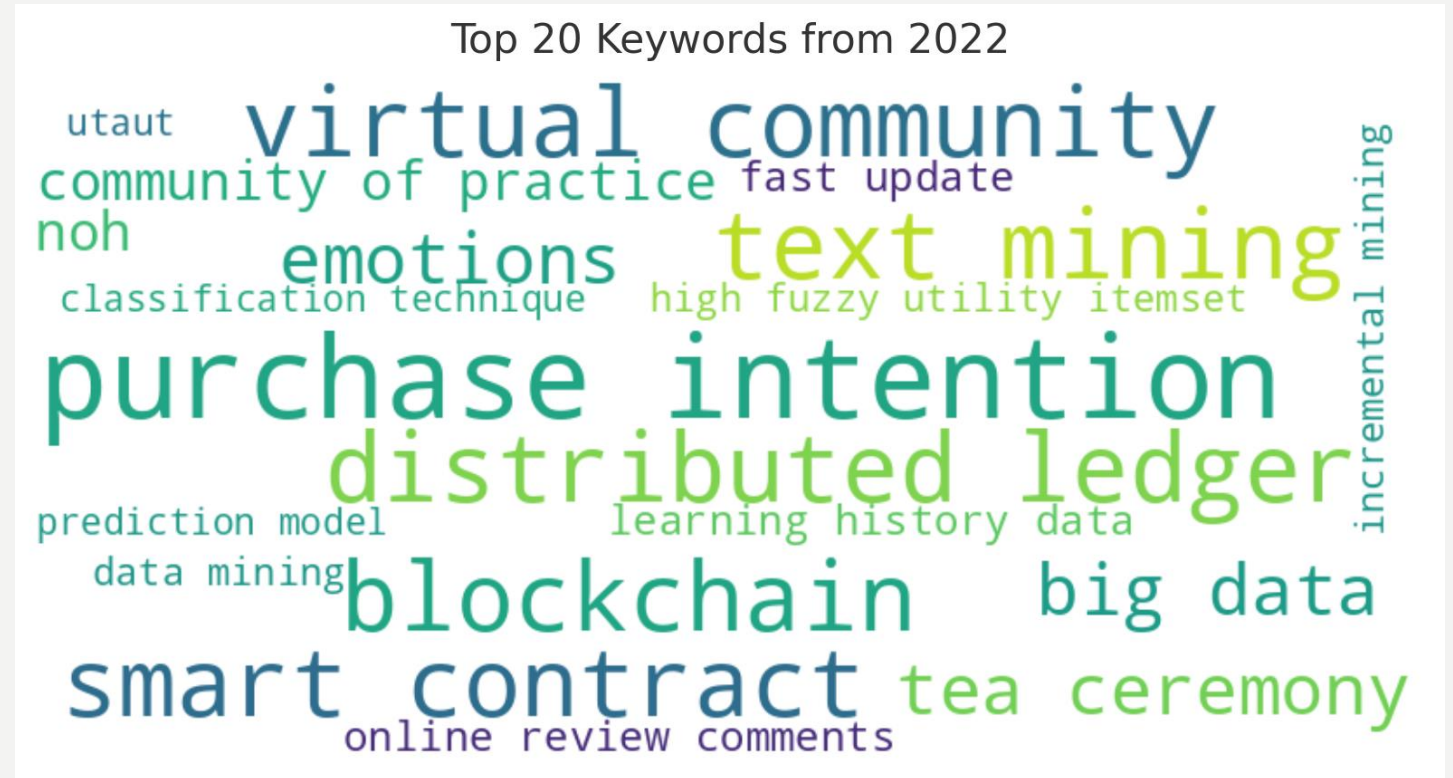 Top 20 Keywords from 2022
utaut
virtual community
community of practice
fast update
noh
emotions
text mining
incremental mining
classification technique
high fuzzy utility itemset
purchase intention
distributed ledger
prediction model
learning history data
data mining
blockchain
big data
smart contract
tea ceremony
online review comments